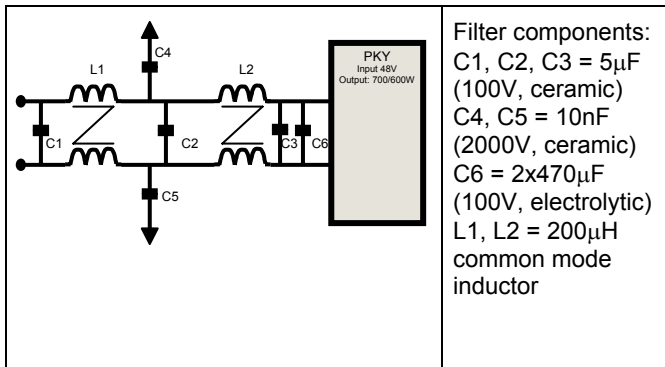 C4
L1
L2
PKY
Input 48V
Output: 700/600W
C1
C2
C3
C6
C5
Filter components:
C1, C2, C3 = 5μF
(100V, ceramic)
C4, C5 = 10nF
(2000V, ceramic)
C6 = 2x470μF
(100V, electrolytic)
L1, L2 = 200μH
common mode
inductor